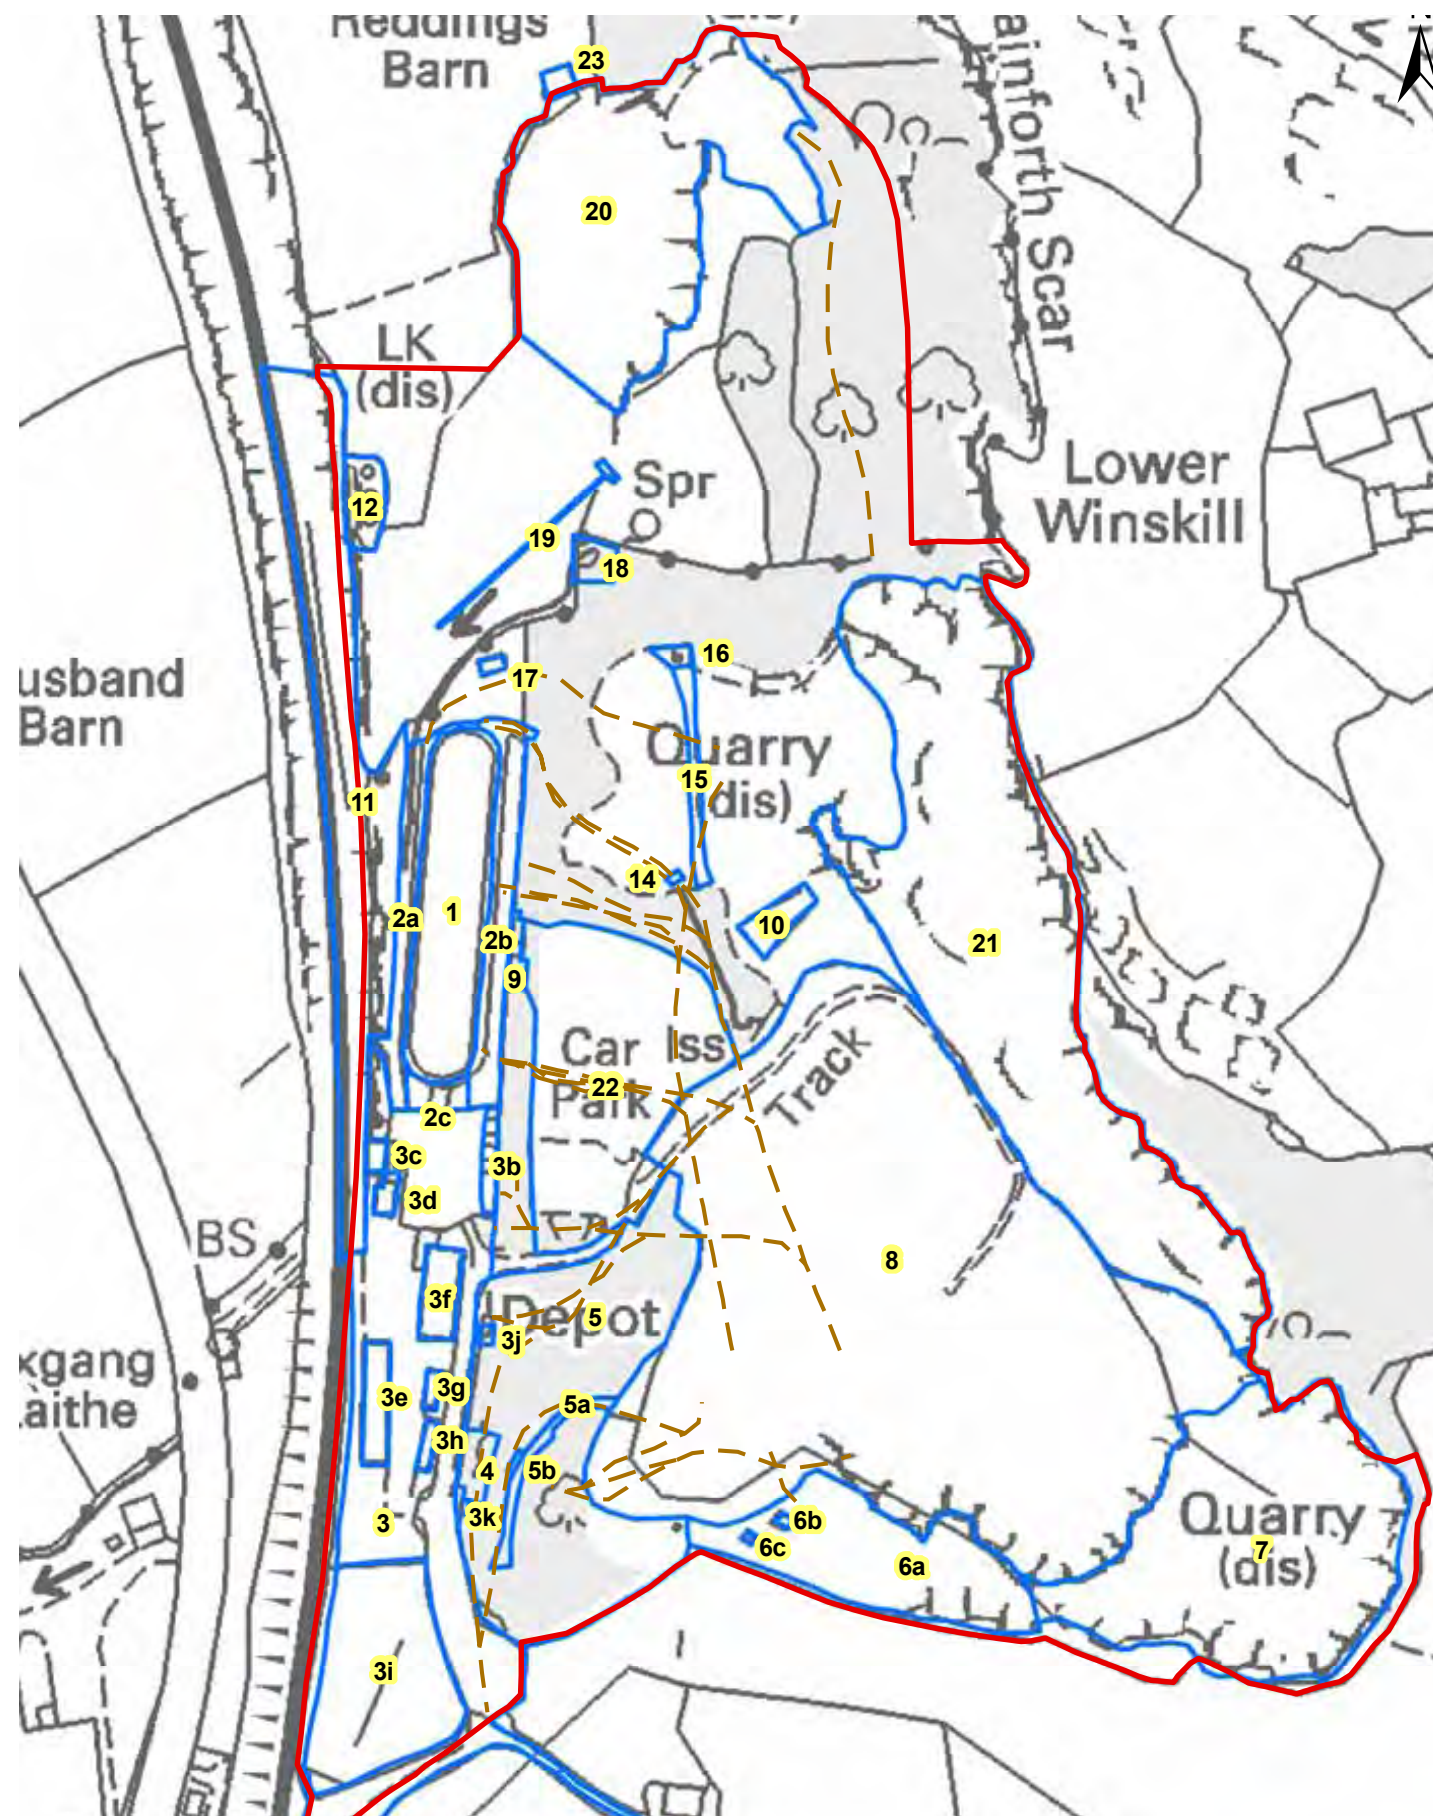 Reddings
Barn
(dis)
N
23
ainforth Scar
20
LK
(dis)
Spr
Lower
Winskill
12
19
18
16
17
usband
Barn
Quarry
(dis)
15
11
14
1
2a
2b
10
21
9
Car
Park
Iss
22
Track
2c
3c
3b
3d
BS
8
3f
Depot
5
3j
xgang
aithe
3e
3g
5a
3h
4
5b
3
3k
6b
6c
6a
Quarry
(dis)
7
3i